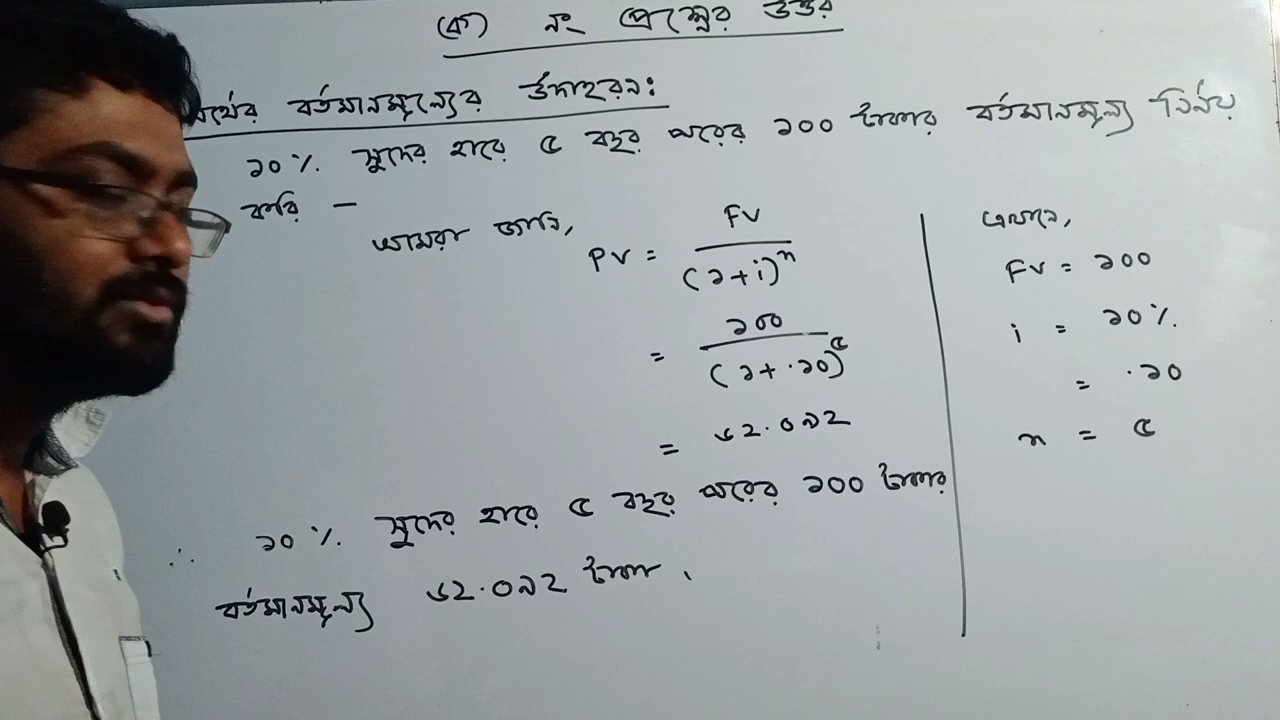 (ক) নং প্রশ্নের উত্তর
অর্থের বর্তমানমূল্যের উদাহরন:
১০% সুদের হারে ৫ বছর পরের ১০০ টাকার বর্তমানমূল্য নির্নয়
করি -
আমরা জানি,
PV = FV / (১+i)^n
= ১০০ / (১+.১০)^৫
= ৬২.০৯২
এখানে,
FV = ১০০
i = ১০%
= .১০
n = ৫
∴ ১০% সুদের হারে ৫ বছর পরের ১০০ টাকার
বর্তমানমূল্য ৬২.০৯২ টাকা ।